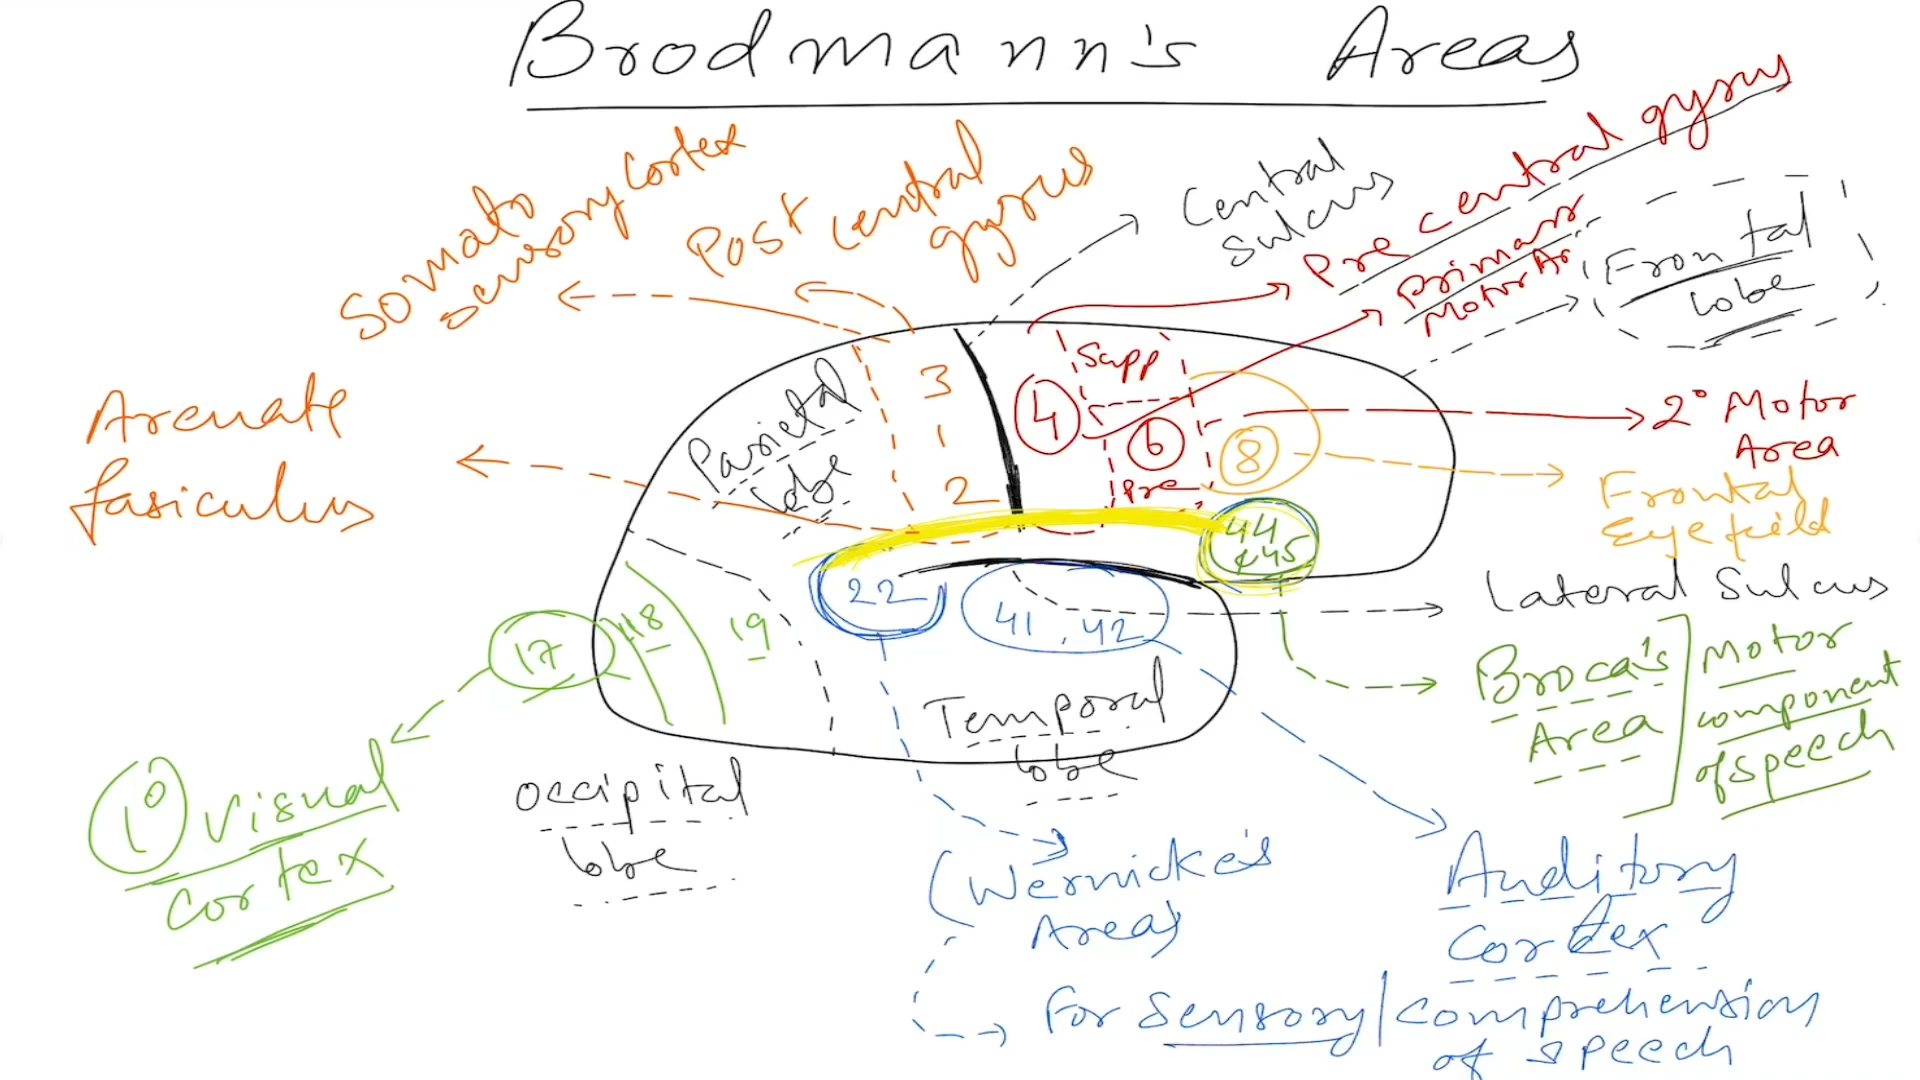 Brodmann's Areas
Somato
sensory Cortex
Post Central
gyrus
Central
Sulcus
Pre central gyrus
Primary
Motor Ar
Frontal
lobe
Arcuate
fasiculus
Parietal
lobe
3
1
2
4
Supp
6
Pre
8
2° Motor
Area
Frontal
Eye field
44
&45
22
41, 42
Lateral Sulcus
17
18
19
Broca's
Area
Motor
component
of speech
Temporal
lobe
1° visual
cortex
occipital
lobe
(Wernicke's
Area)
Auditory
Cortex
For Sensory/comprehension
of speech